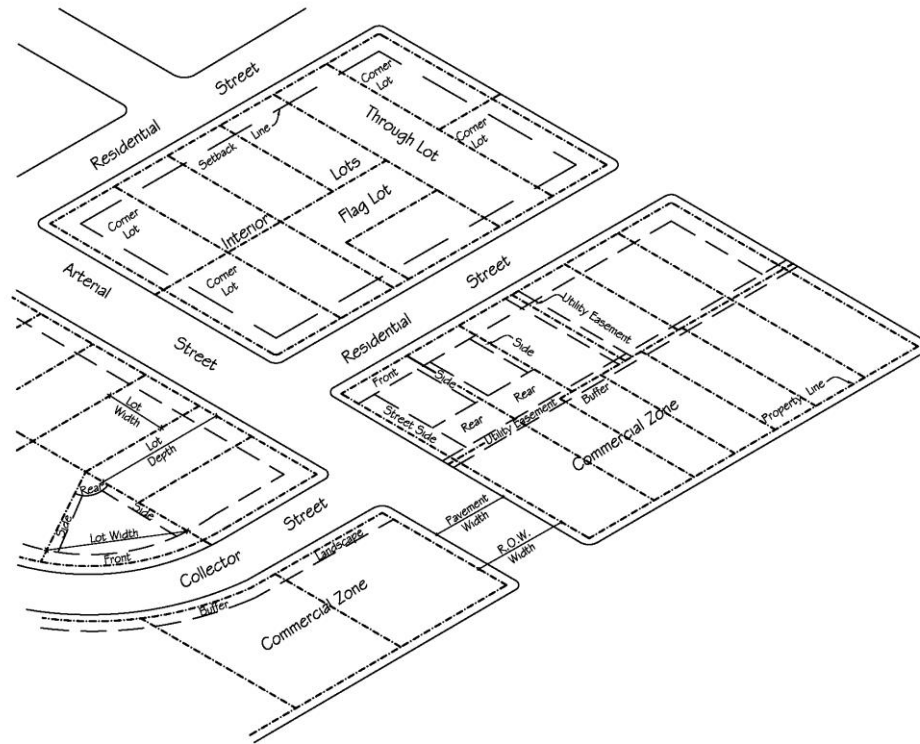 Residential Street
Corner
Lot
Setback Line
Through Lot
Corner
Lot
Lots
Flag Lot
Corner
Lot
Interior
Corner
Lot
Arterial Street
Residential Street
Utility Easement
Front
Side
Side
Rear
Rear
Street Side
Utility Easement
Buffer
Property Line
Commercial Zone
Lot
Width
Lot
Depth
Rear
Side
Side
Lot Width
Front
Collector Street
Pavement
Width
R.O.W.
Width
Landscape
Buffer
Commercial Zone